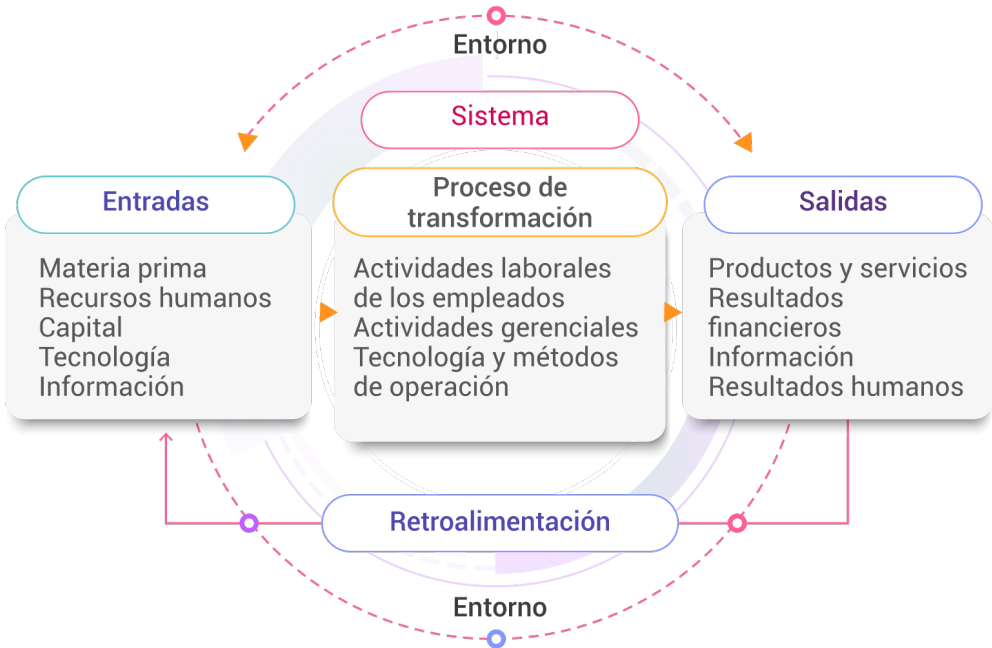 Entorno
Sistema
Entradas
Materia prima
Recursos humanos
Capital
Tecnología
Información
Proceso de
transformación
Actividades laborales
de los empleados
Actividades gerenciales
Tecnología y métodos
de operación
Salidas
Productos y servicios
Resultados
financieros
Información
Resultados humanos
Retroalimentación
Entorno